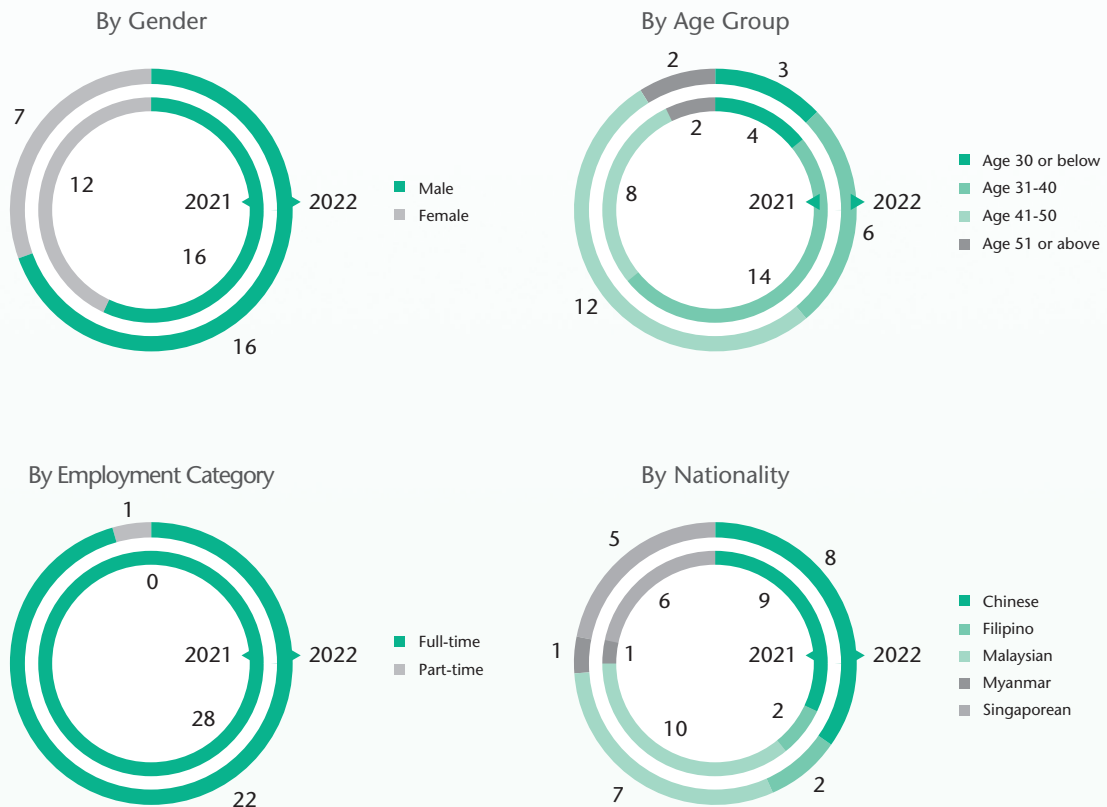 By Gender
7
12
2021
2022
16
16
Male
Female
By Age Group
2
3
2
4
8
2021
2022
6
14
12
Age 30 or below
Age 31-40
Age 41-50
Age 51 or above
By Employment Category
1
0
2021
2022
28
22
Full-time
Part-time
By Nationality
5
8
6
9
1
1
2021
2022
2
10
2
7
Chinese
Filipino
Malaysian
Myanmar
Singaporean